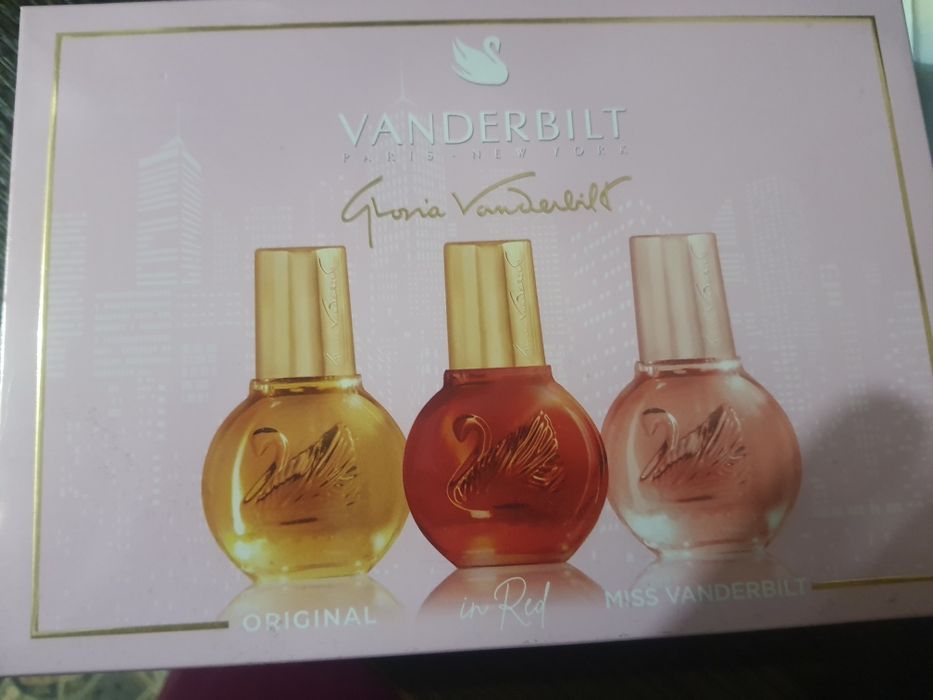 VANDERBILT
PARIS - NEW YORK
Gloria Vanderbilt
ORIGINAL
in Red
MISS VANDERBILT